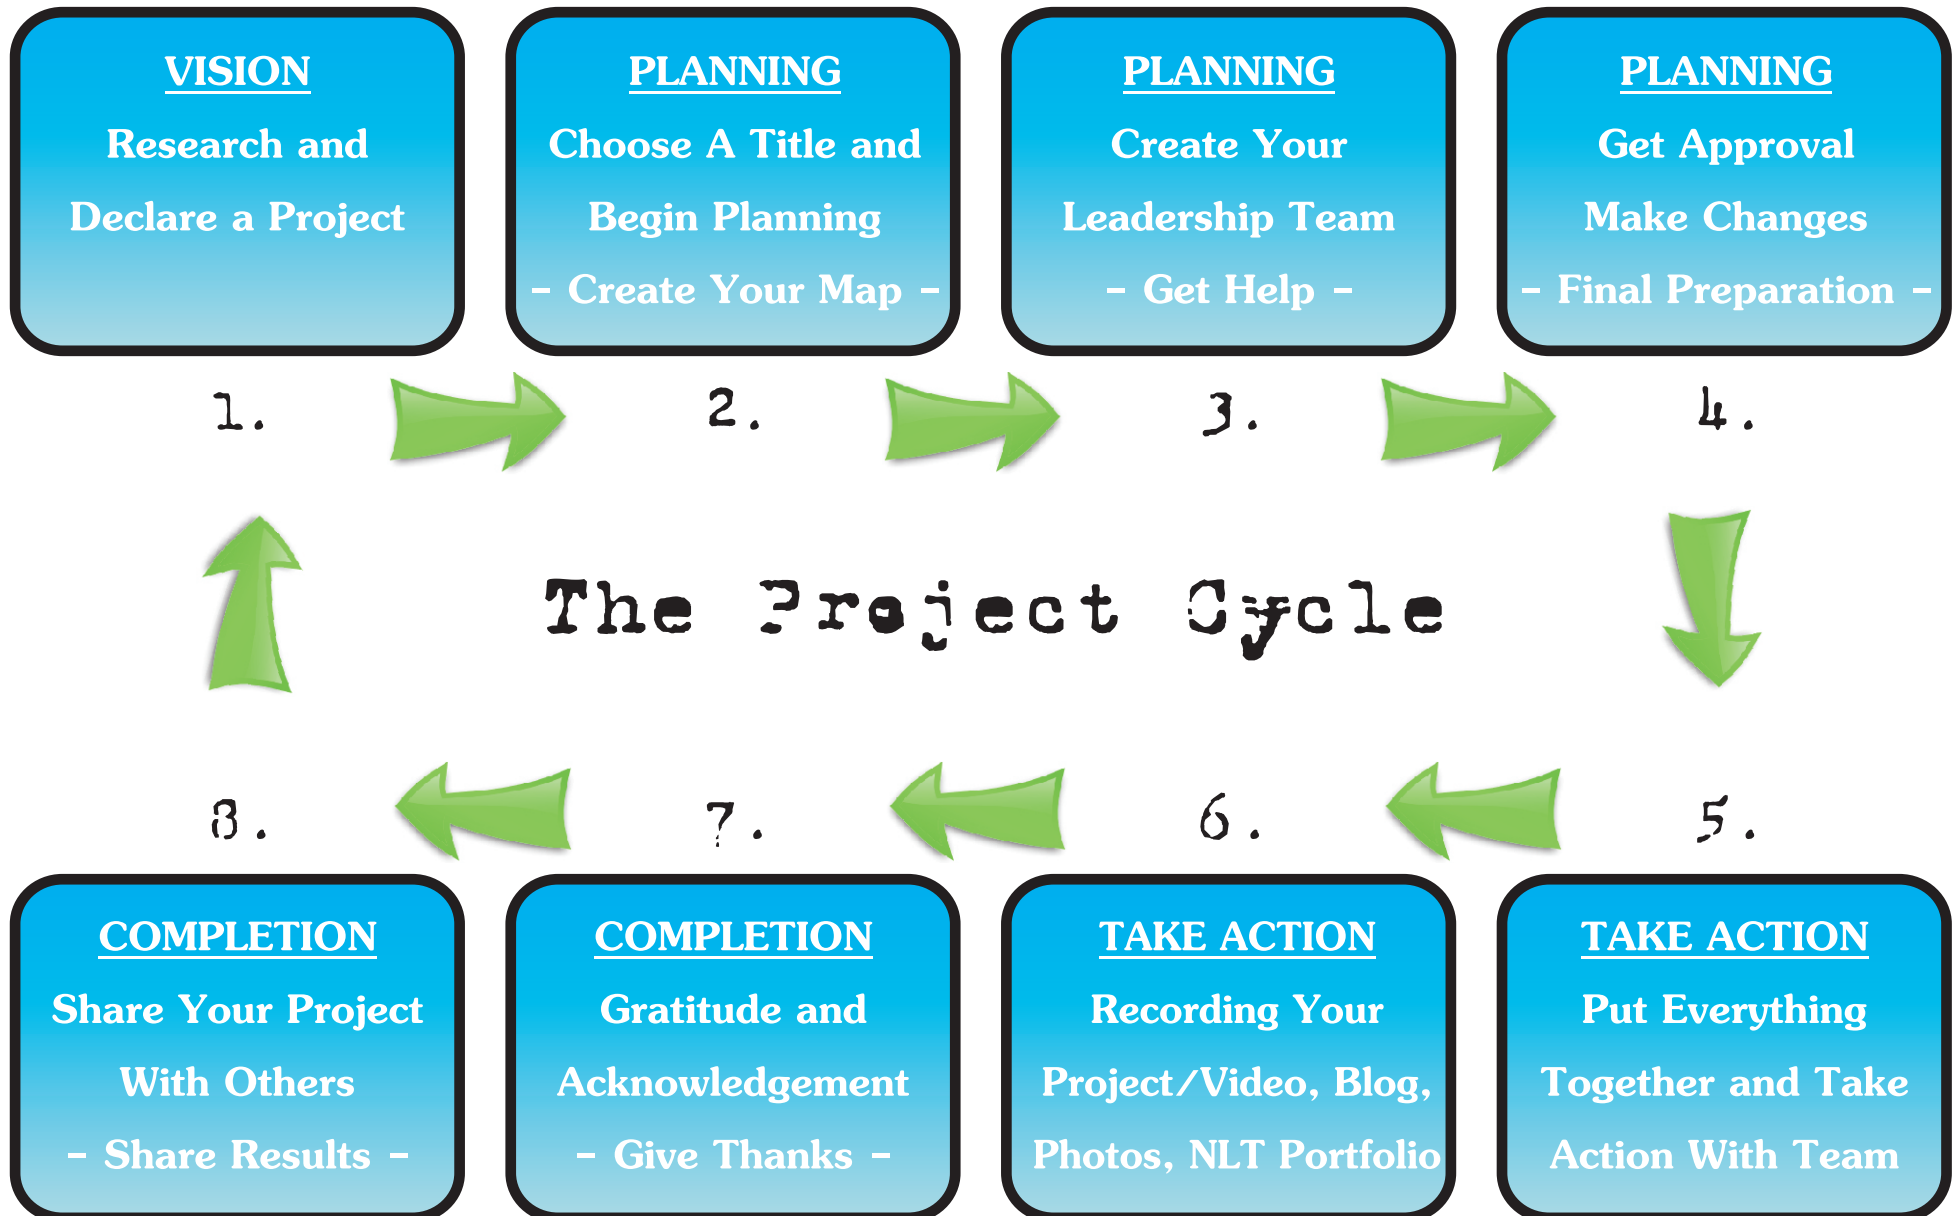 VISION
Research and
Declare a Project
PLANNING
Choose A Title and
Begin Planning
- Create Your Map -
PLANNING
Create Your
Leadership Team
- Get Help -
PLANNING
Get Approval
Make Changes
- Final Preparation -
1.
2.
3.
4.
The Project Cycle
8.
7.
6.
5.
COMPLETION
Share Your Project
With Others
- Share Results -
COMPLETION
Gratitude and
Acknowledgement
- Give Thanks -
TAKE ACTION
Recording Your
Project/Video, Blog,
Photos, NLT Portfolio
TAKE ACTION
Put Everything
Together and Take
Action With Team